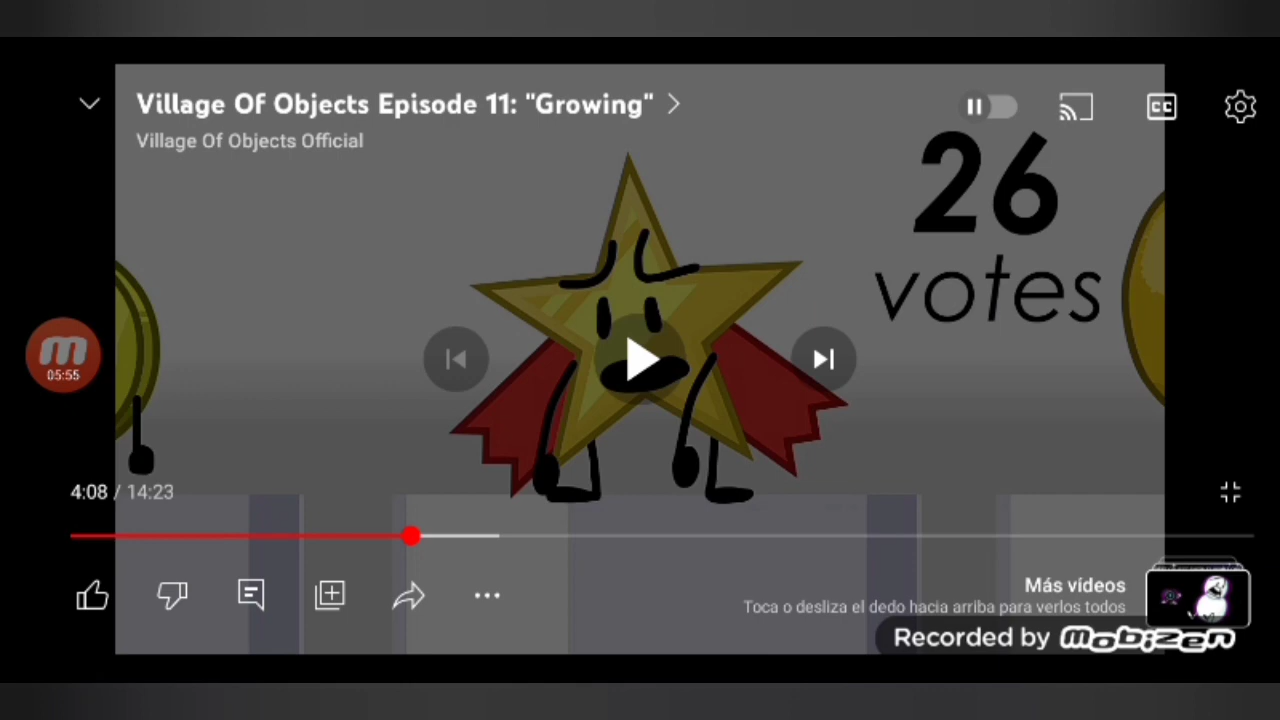 Village Of Objects Episode 11: "Growing"
Village Of Objects Official
CC
26
votes
m
05:55
4:08 / 14:23
Más vídeos
Toca o desliza el dedo hacia arriba para verlos todos
Recorded by mobizen